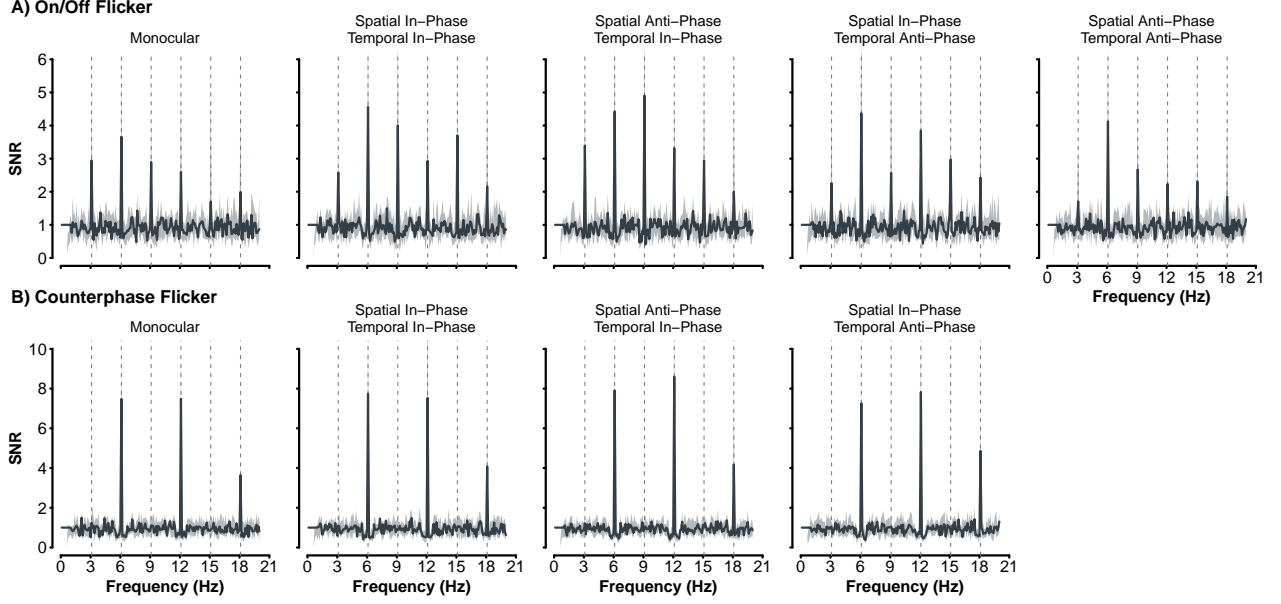 A) On/Off Flicker
Monocular
Spatial In−Phase
Temporal In−Phase
Spatial Anti−Phase
Temporal In−Phase
Spatial In−Phase
Temporal Anti−Phase
Spatial Anti−Phase
Temporal Anti−Phase
SNR
6
5
4
3
2
1
0
0 3 6 9 12 15 18 21
Frequency (Hz)
B) Counterphase Flicker
Monocular
Spatial In−Phase
Temporal In−Phase
Spatial Anti−Phase
Temporal In−Phase
Spatial In−Phase
Temporal Anti−Phase
SNR
10
8
6
4
2
0
0 3 6 9 12 15 18 21
0 3 6 9 12 15 18 21
0 3 6 9 12 15 18 21
0 3 6 9 12 15 18 21
Frequency (Hz)
Frequency (Hz)
Frequency (Hz)
Frequency (Hz)